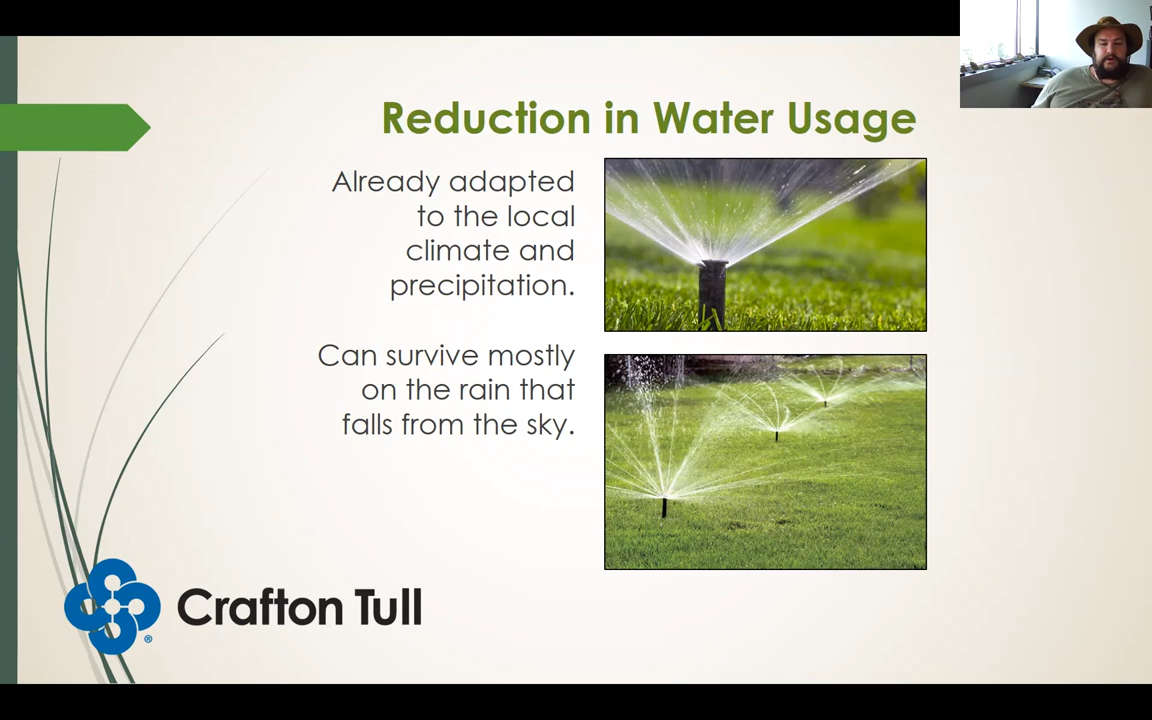 Reduction in Water Usage
Already adapted
to the local
climate and
precipitation.
Can survive mostly
on the rain that
falls from the sky.
Crafton Tull
®